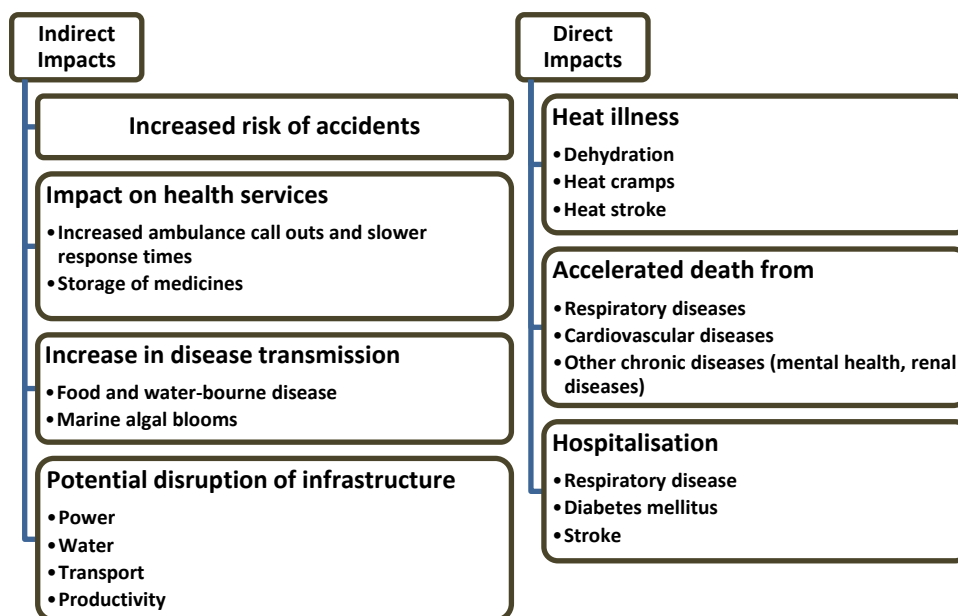 Indirect
Impacts
Increased risk of accidents
Impact on health services
•Increased ambulance call outs and slower
response times
•Storage of medicines
Increase in disease transmission
•Food and water-bourne disease
•Marine algal blooms
Potential disruption of infrastructure
•Power
•Water
•Transport
•Productivity
Direct
Impacts
Heat illness
•Dehydration
•Heat cramps
•Heat stroke
Accelerated death from
•Respiratory diseases
•Cardiovascular diseases
•Other chronic diseases (mental health, renal
diseases)
Hospitalisation
•Respiratory disease
•Diabetes mellitus
•Stroke